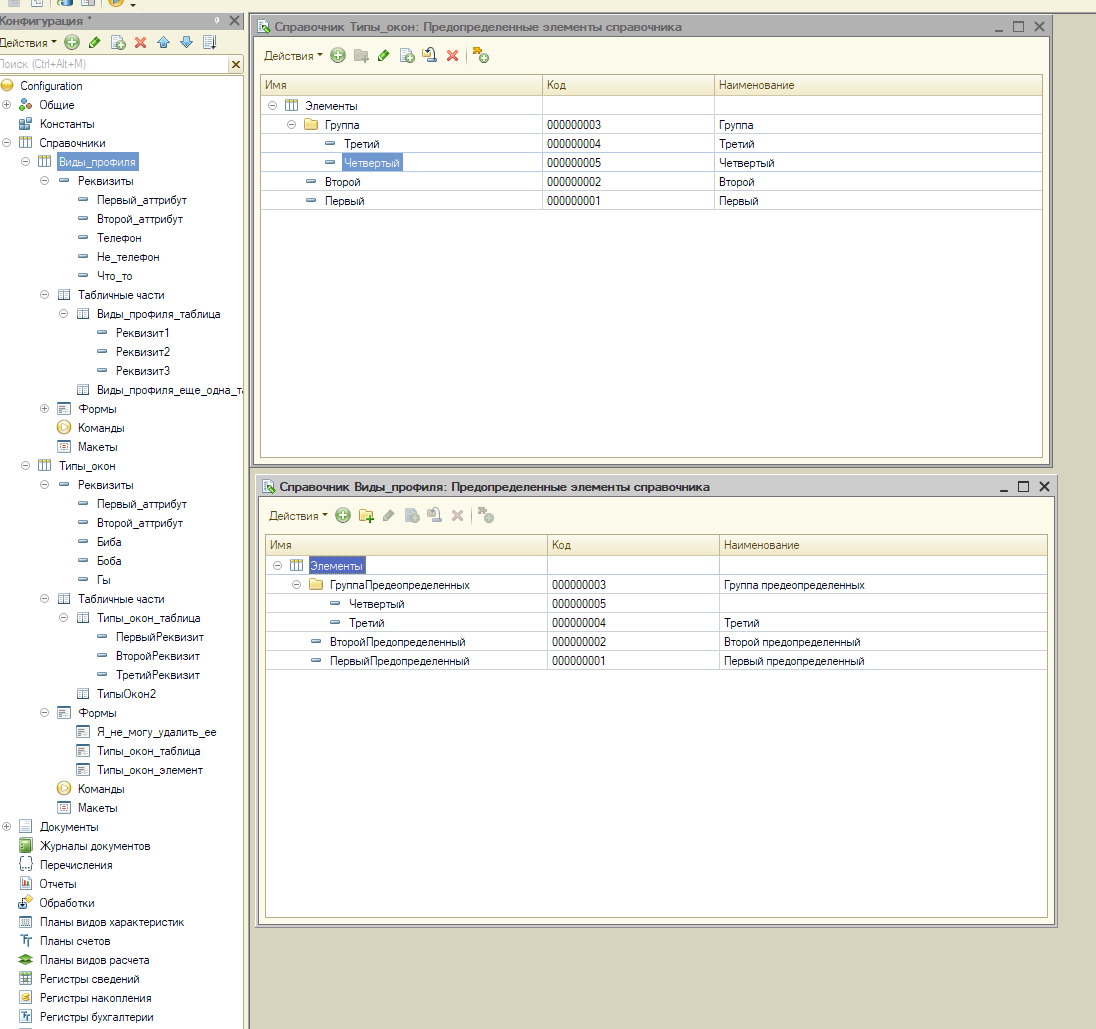 Конфигурация *
Действия
Поиск (Ctrl+Alt+M)
Configuration
Общие
Константы
Справочники
Виды_профиля
Реквизиты
Первый_аттрибут
Второй_аттрибут
Телефон
Не_телефон
Что_то
Табличные части
Виды_профиля_таблица
Реквизит1
Реквизит2
Реквизит3
Виды_профиля_еще_одна_та
Формы
Команды
Макеты
Типы_окон
Реквизиты
Первый_аттрибут
Второй_аттрибут
Биба
Боба
Гы
Табличные части
Типы_окон_таблица
ПервыйРеквизит
ВторойРеквизит
ТретийРеквизит
ТипыОкон2
Формы
Я_не_могу_удалить_ее
Типы_окон_таблица
Типы_окон_элемент
Команды
Макеты
Документы
Журналы документов
Перечисления
Отчеты
Обработки
Планы видов характеристик
Планы счетов
Планы видов расчета
Регистры сведений
Регистры накопления
Регистры бухгалтерии
Справочник Типы_окон: Предопределенные элементы справочника
Действия
Имя Код Наименование
Элементы
Группа 000000003 Группа
Третий 000000004 Третий
Четвертый 000000005 Четвертый
Второй 000000002 Второй
Первый 000000001 Первый
Справочник Виды_профиля: Предопределенные элементы справочника
Действия
Имя Код Наименование
Элементы
ГруппаПредеопределенных 000000003 Группа предеопределенных
Четвертый 000000005
Третий 000000004 Третий
ВторойПредопределенный 000000002 Второй предопределенный
ПервыйПредопределенный 000000001 Первый предопределенный